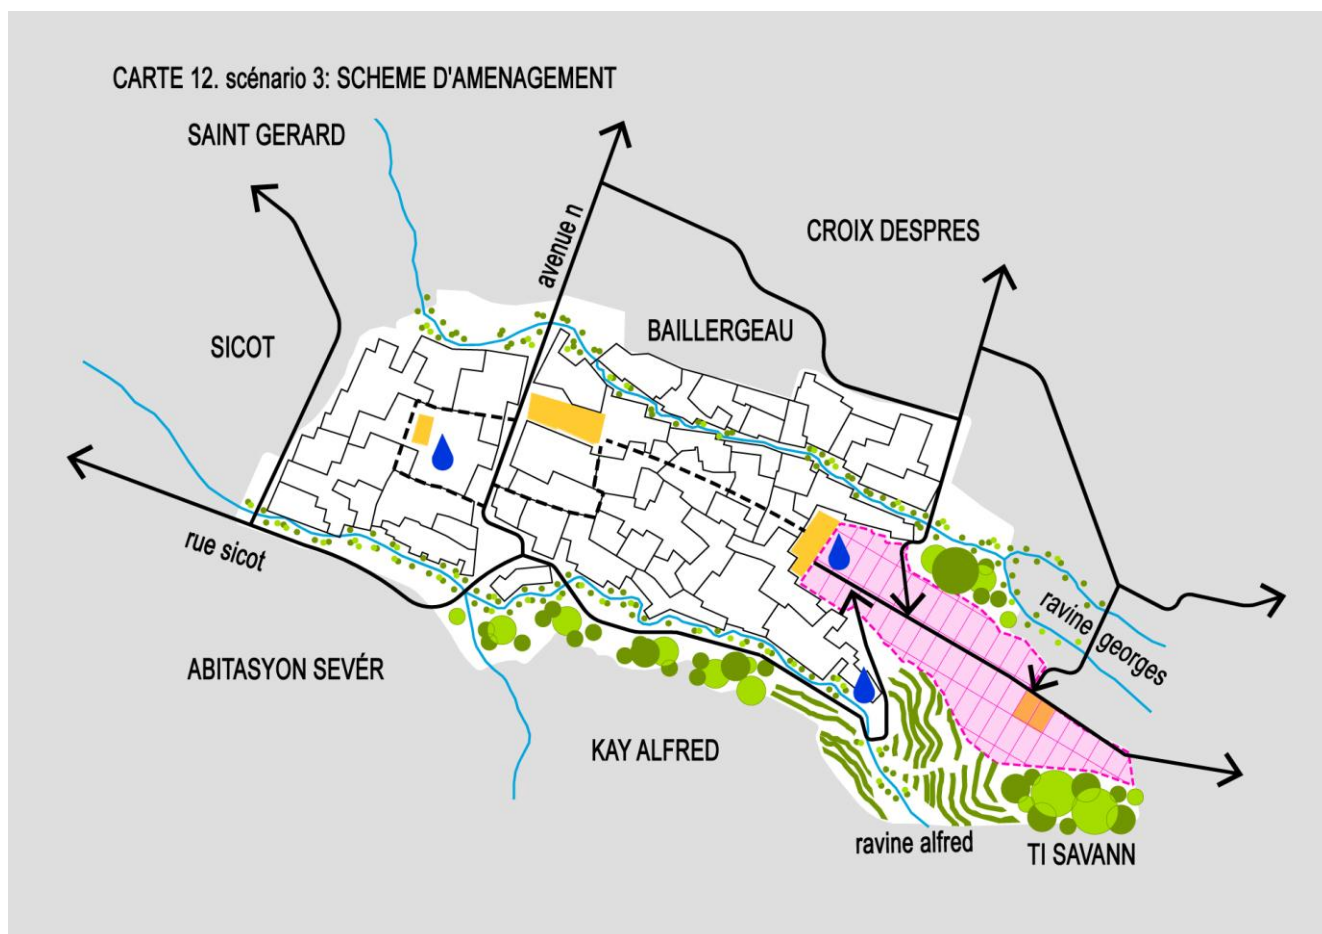 CARTE 12. scénario 3: SCHEME D'AMENAGEMENT
SAINT GERARD
avenue n
CROIX DESPRES
SICOT
BAILLERGEAU
rue sicot
ravine georges
ABITASYON SEVÉR
KAY ALFRED
ravine alfred
TI SAVANN